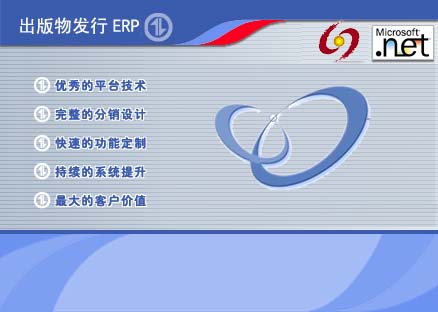 出版物发行 ERP
Microsoft
.net
优秀的平台技术
完整的分销设计
快速的功能定制
持续的系统提升
最大的客户价值